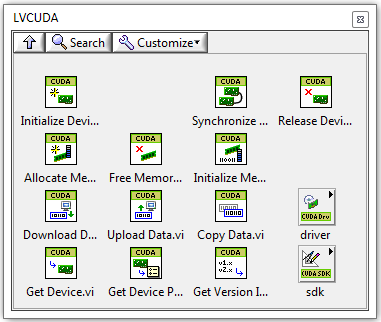 LVCUDA
Search Customize
CUDA CUDA CUDA
Initialize Devi... Synchronize ... Release Devi...
CUDA CUDA CUDA
Allocate Me... Free Memor... Initialize Me...
CUDA CUDA CUDA CUDA Drv
Download D... Upload Data.vi Copy Data.vi driver
CUDA CUDA CUDA v1.x v2.x CUDA SDK
Get Device.vi Get Device P... Get Version I... sdk